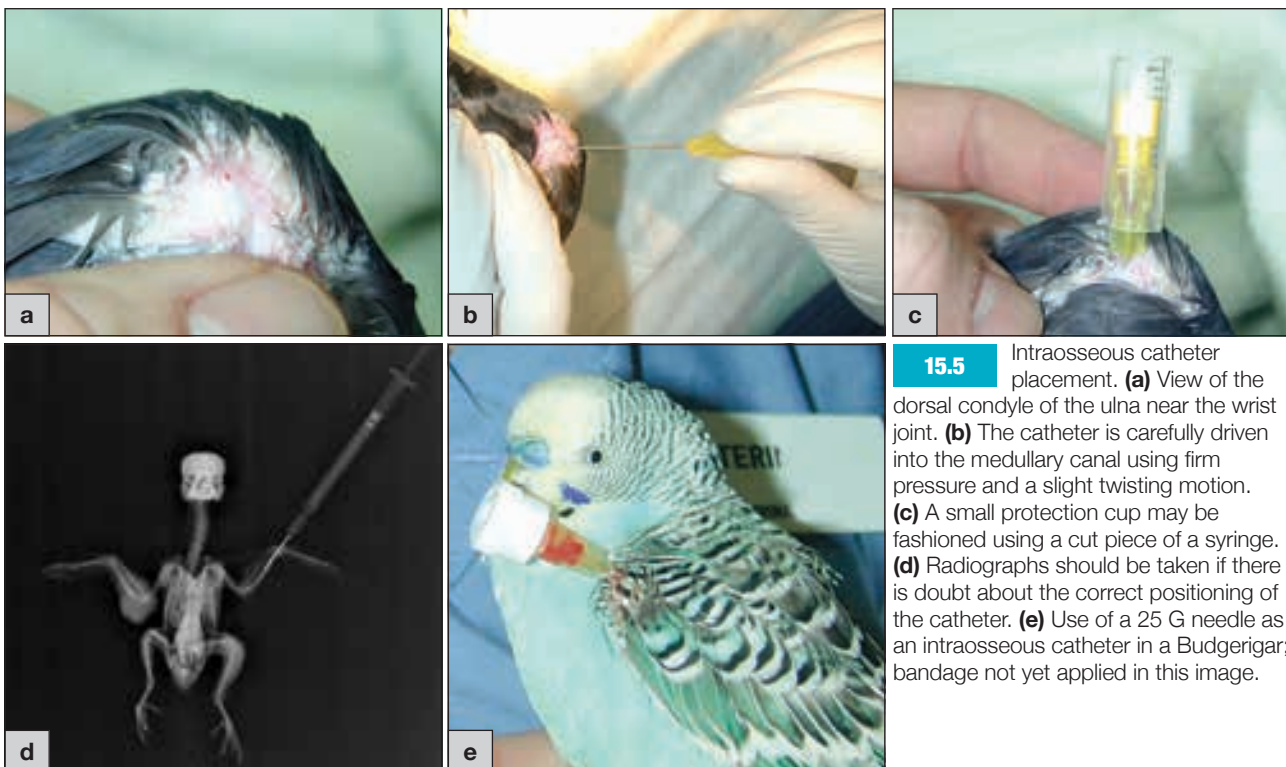 a
b
c
d
e
TERI
15.5
Intraosseous catheter
placement. (a) View of the
dorsal condyle of the ulna near the wrist
joint. (b) The catheter is carefully driven
into the medullary canal using firm
pressure and a slight twisting motion.
(c) A small protection cup may be
fashioned using a cut piece of a syringe.
(d) Radiographs should be taken if there
is doubt about the correct positioning of
the catheter. (e) Use of a 25 G needle as
an intraosseous catheter in a Budgerigar;
bandage not yet applied in this image.